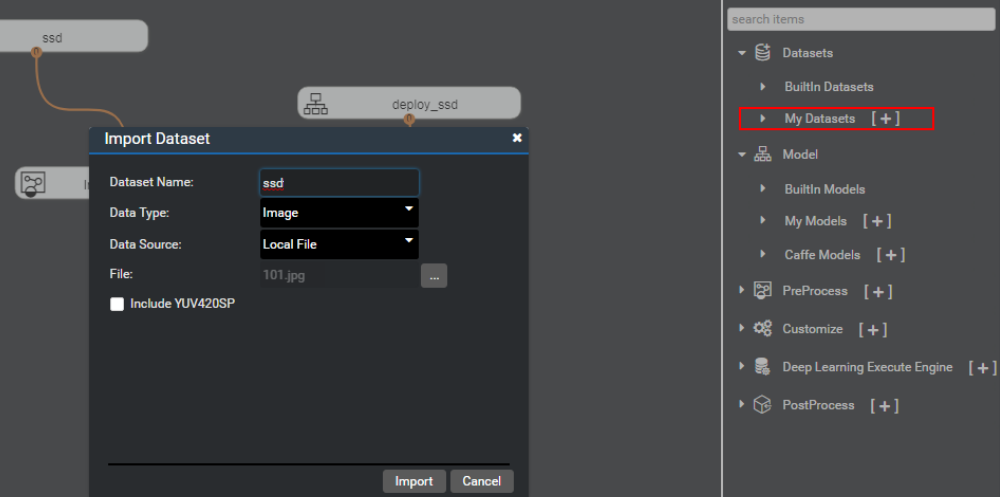 ssd
deploy_ssd
Import Dataset
Dataset Name:
ssd
Data Type:
Image
Data Source:
Local File
File:
101.jpg
...
Include YUV420SP
Import
Cancel
search items
Datasets
BuiltIn Datasets
My Datasets [+]
Model
BuiltIn Models
My Models [+]
Caffe Models [+]
PreProcess [+]
Customize [+]
Deep Learning Execute Engine [+]
PostProcess [+]